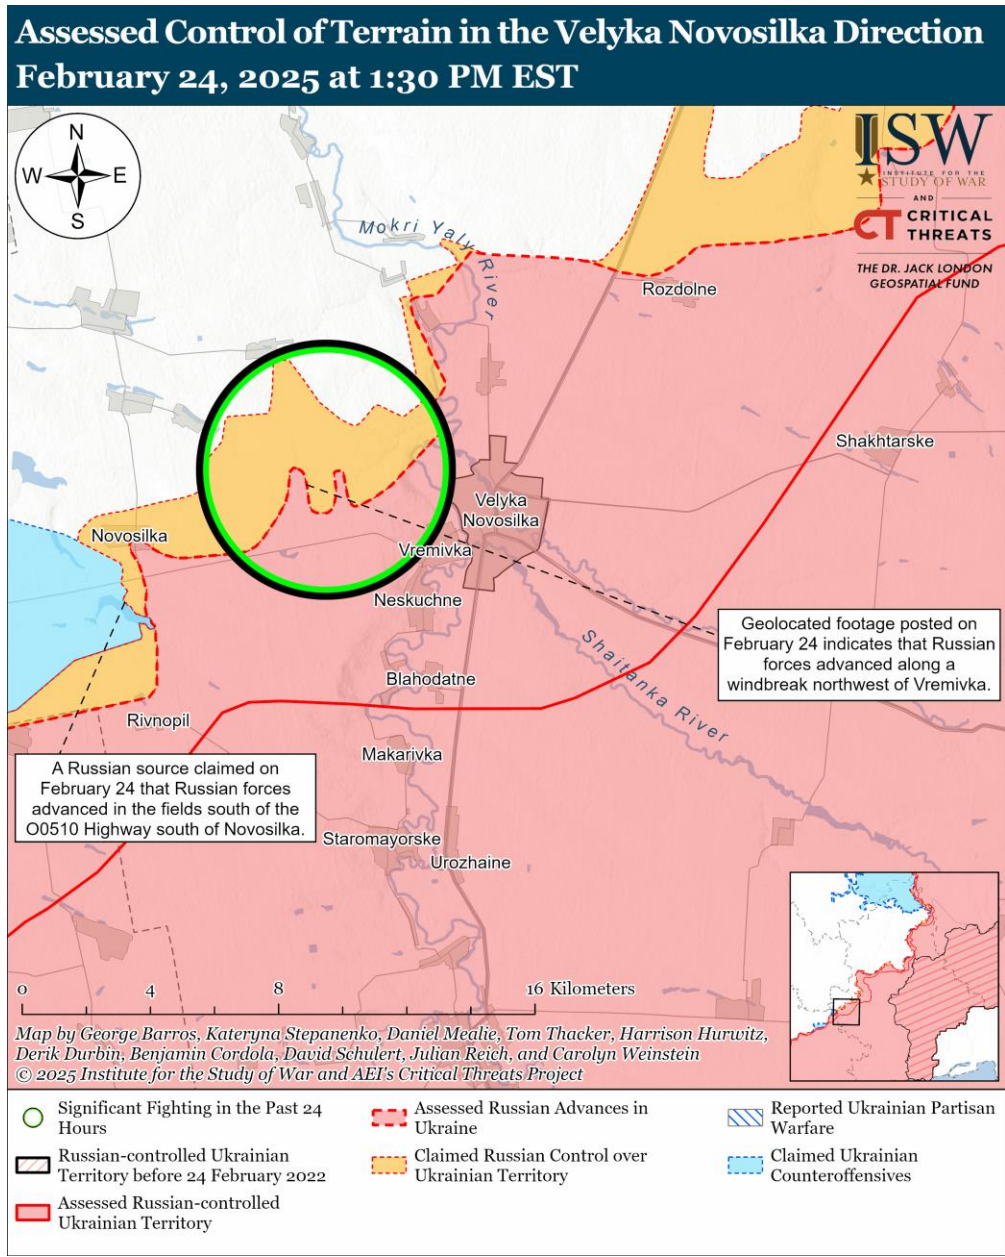 Assessed Control of Terrain in the Velyka Novosilka Direction
February 24, 2025 at 1:30 PM EST
N
W
E
S
ISW
INSTITUTE FOR THE
STUDY OF WAR
AND
CT CRITICAL
THREATS
THE DR. JACK LONDON
GEOSPATIAL FUND
Mokri Yaly River
Rozdolne
Shakhtarske
Velyka
Novosilka
Novosilka
Vremivka
Neskuchne
Geolocated footage posted on
February 24 indicates that Russian
forces advanced along a
windbreak northwest of Vremivka.
Shaitanka River
Blahodatne
Rivnopil
Makarivka
A Russian source claimed on
February 24 that Russian forces
advanced in the fields south of the
O0510 Highway south of Novosilka.
Staromayorske
Urozhaine
0
4
8
16 Kilometers
Map by George Barros, Kateryna Stepanenko, Daniel Mealie, Tom Thacker, Harrison Hurwitz,
Derik Durbin, Benjamin Cordola, David Schulert, Julian Reich, and Carolyn Weinstein
© 2025 Institute for the Study of War and AEI's Critical Threats Project
Significant Fighting in the Past 24
Hours
Russian-controlled Ukrainian
Territory before 24 February 2022
Assessed Russian-controlled
Ukrainian Territory
Assessed Russian Advances in
Ukraine
Claimed Russian Control over
Ukrainian Territory
Reported Ukrainian Partisan
Warfare
Claimed Ukrainian
Counteroffensives